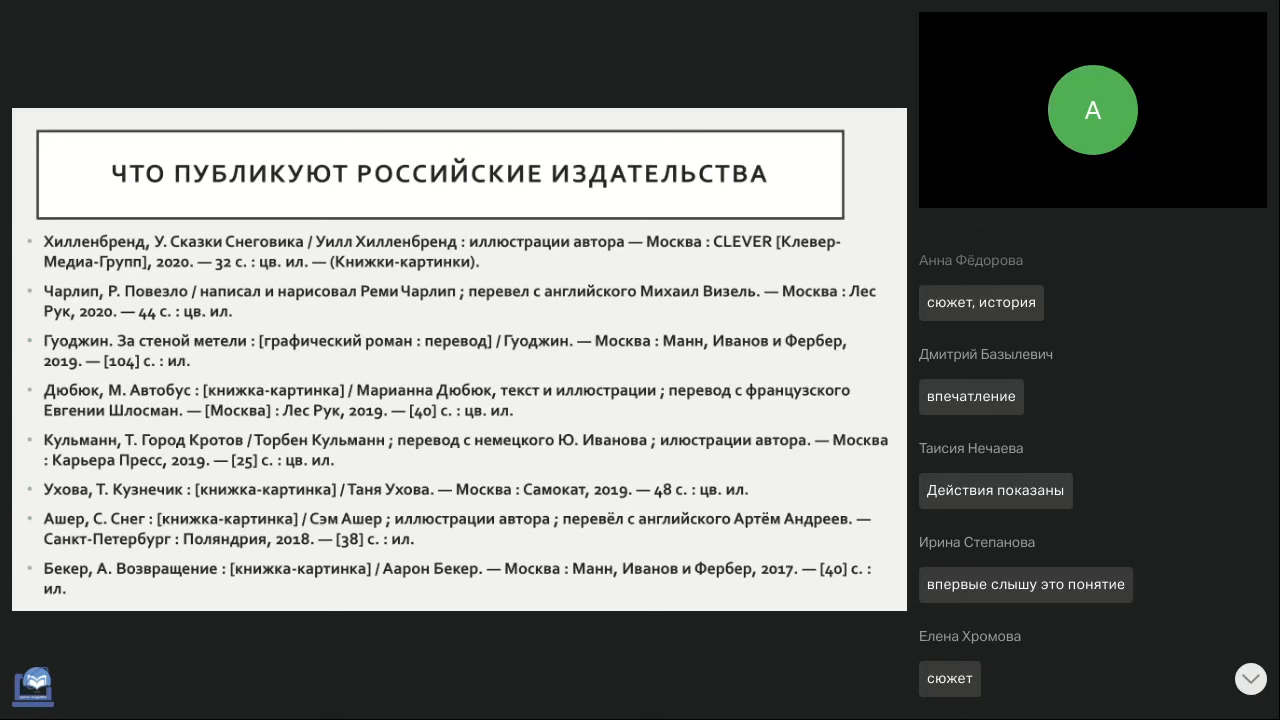 ЧТО ПУБЛИКУЮТ РОССИЙСКИЕ ИЗДАТЕЛЬСТВА
• Хилленбренд, У. Сказки Снеговика / Уилл Хилленбренд : иллюстрации автора — Москва : CLEVER [Клевер-
Медиа-Групп], 2020. — 32 с. : цв. ил. — (Книжки-картинки).
• Чарлип, Р. Повезло / написал и нарисовал Реми Чарлип ; перевел с английского Михаил Визель. — Москва : Лес
Рук, 2020. — 44 с. : цв. ил.
• Гуоджин. За стеной метели : [графический роман : перевод] / Гуоджин. — Москва : Манн, Иванов и Фербер,
2019. — [104] с. : ил.
• Дюбюк, М. Автобус : [книжка-картинка] / Марианна Дюбюк, текст и иллюстрации ; перевод с французского
Евгении Шлосман. — [Москва] : Лес Рук, 2019. — [40] с. : цв. ил.
• Кульманн, Т. Город Кротов / Торбен Кульманн ; перевод с немецкого Ю. Иванова ; илюстрации автора. — Москва
: Карьера Пресс, 2019. — [25] с. : цв. ил.
• Ухова, Т. Кузнечик : [книжка-картинка] / Таня Ухова. — Москва : Самокат, 2019. — 48 с. : цв. ил.
• Ашер, С. Снег : [книжка-картинка] / Сэм Ашер ; иллюстрации автора ; перевёл с английского Артём Андреев. —
Санкт-Петербург : Поляндрия, 2018. — [38] с. : ил.
• Бекер, А. Возвращение : [книжка-картинка] / Аарон Бекер. — Москва : Манн, Иванов и Фербер, 2017. — [40] с. :
ил.
А
Анна Фёдорова
сюжет, история
Дмитрий Базылевич
впечатление
Таисия Нечаева
Действия показаны
Ирина Степанова
впервые слышу это понятие
Елена Хромова
сюжет